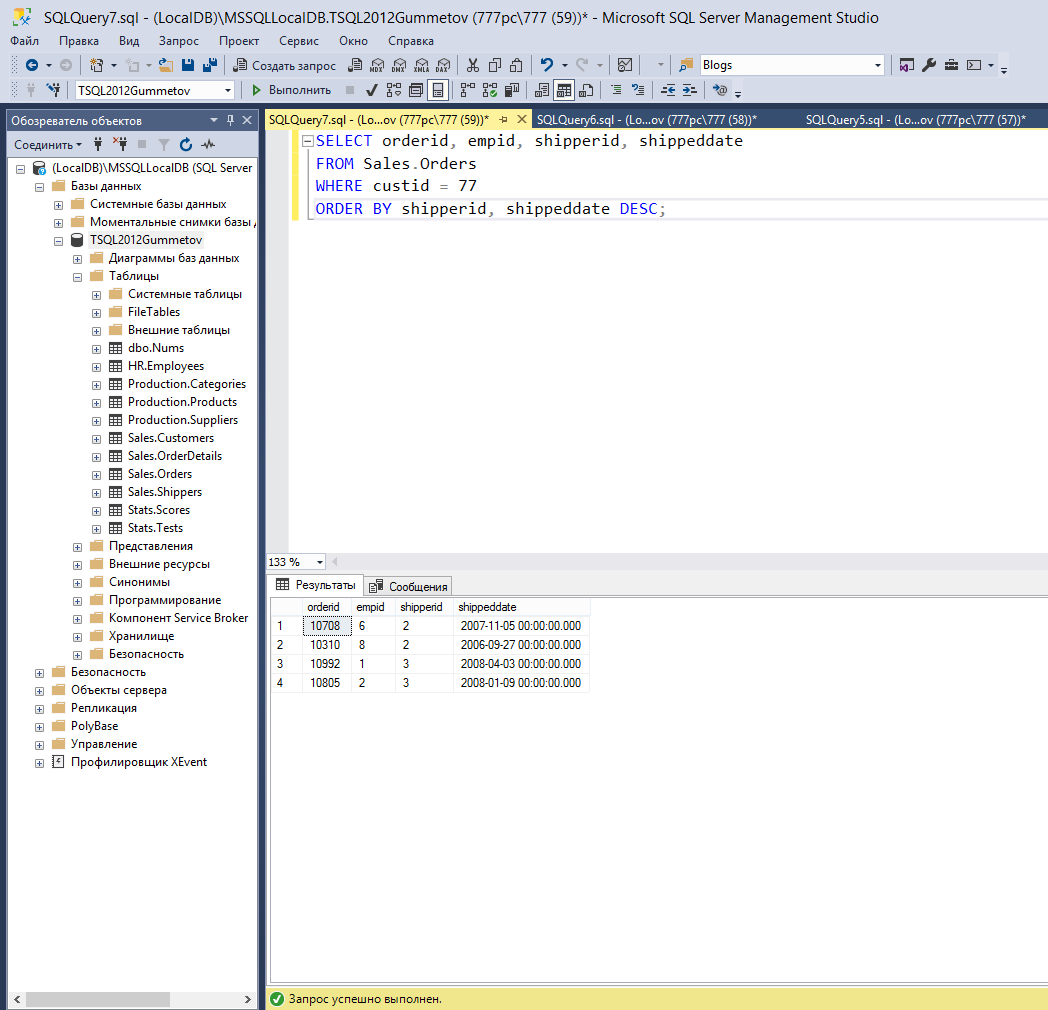 SQLQuery7.sql - (LocalDB)\MSSQLLocalDB.TSQL2012Gummetov (777pc\777 (59))* - Microsoft SQL Server Management Studio
Файл Правка Вид Запрос Проект Сервис Окно Справка
Создать запрос MDX DMX XMLA DAX Blogs
TSQL2012Gummetov Выполнить
Обозреватель объектов
Соединить
(LocalDB)\MSSQLLocalDB (SQL Server
Базы данных
Системные базы данных
Моментальные снимки базы
TSQL2012Gummetov
Диаграммы баз данных
Таблицы
Системные таблицы
FileTables
Внешние таблицы
dbo.Nums
HR.Employees
Production.Categories
Production.Products
Production.Suppliers
Sales.Customers
Sales.OrderDetails
Sales.Orders
Sales.Shippers
Stats.Scores
Stats.Tests
Представления
Внешние ресурсы
Синонимы
Программирование
Компонент Service Broker
Хранилище
Безопасность
Безопасность
Объекты сервера
Репликация
PolyBase
Управление
Профилировщик XEvent
SQLQuery7.sql - (Lo...ov (777pc\777 (59))* SQLQuery6.sql - (Lo...ov (777pc\777 (58))* SQLQuery5.sql - (Lo...ov (777pc\777 (57))*
SELECT orderid, empid, shipperid, shippeddate
FROM Sales.Orders
WHERE custid = 77
ORDER BY shipperid, shippeddate DESC;
133 %
Результаты Сообщения
orderid empid shipperid shippeddate
1 10708 6 2 2007-11-05 00:00:00.000
2 10310 8 2 2006-09-27 00:00:00.000
3 10992 1 3 2008-04-03 00:00:00.000
4 10805 2 3 2008-01-09 00:00:00.000
Запрос успешно выполнен.